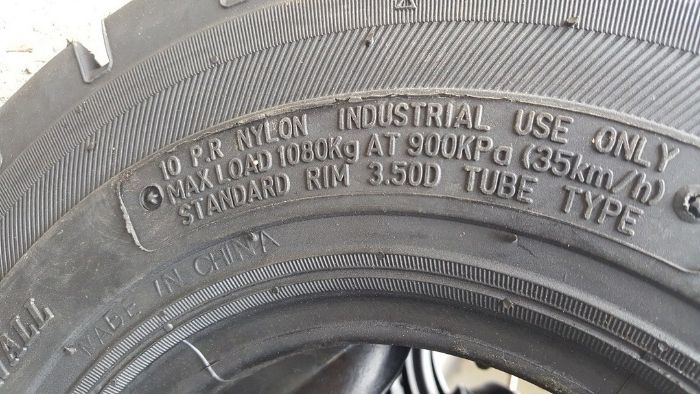 10 P.R NYLON INDUSTRIAL USE ONLY
MAX LOAD 1080Kg AT 900KPa (35km/h)
STANDARD RIM 3.50D TUBE TYPE
MADE IN CHINA